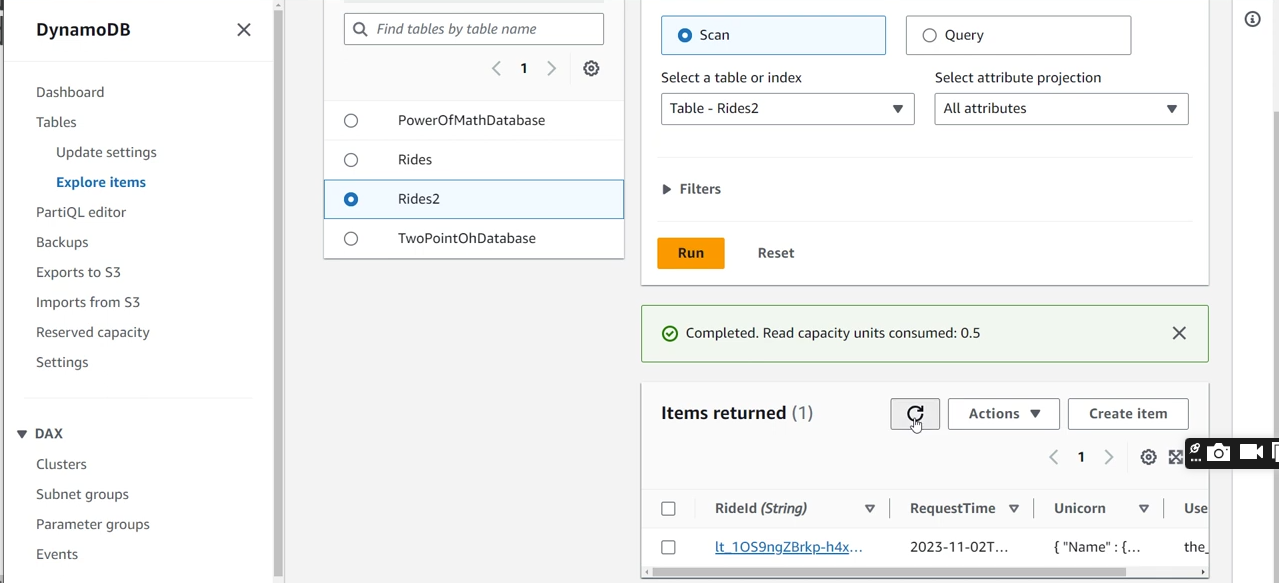 DynamoDB
Dashboard
Tables
Update settings
Explore items
PartiQL editor
Backups
Exports to S3
Imports from S3
Reserved capacity
Settings
DAX
Clusters
Subnet groups
Parameter groups
Events
Find tables by table name
1
PowerOfMathDatabase
Rides
Rides2
TwoPointOhDatabase
Scan
Query
Select a table or index
Select attribute projection
Table - Rides2
All attributes
Filters
Run
Reset
Completed. Read capacity units consumed: 0.5
Items returned (1)
Actions
Create item
1
RideId (String)
RequestTime
Unicorn
Use
lt_1OS9ngZBrkp-h4x...
2023-11-02T...
{ "Name" : {...
the_